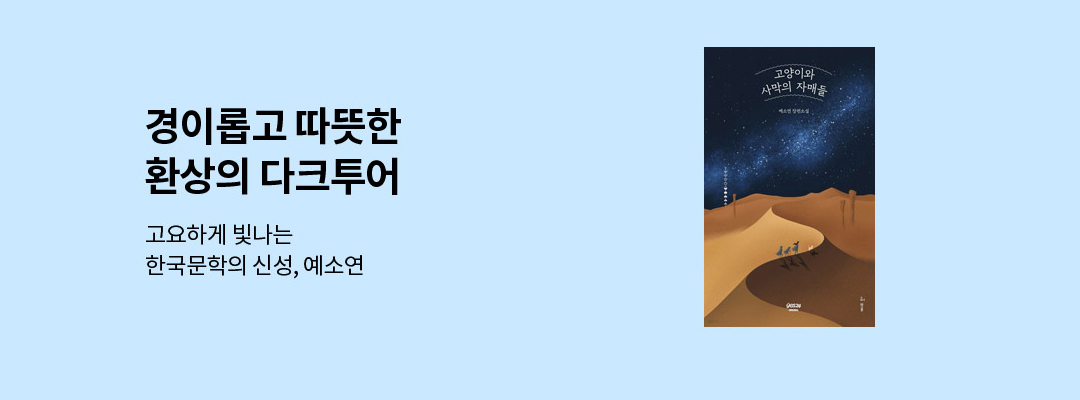 경이롭고 따뜻한
환상의 다크투어
고요하게 빛나는
한국문학의 신성, 예소연
고양이와
사막의 자매들
예소연 장편소설